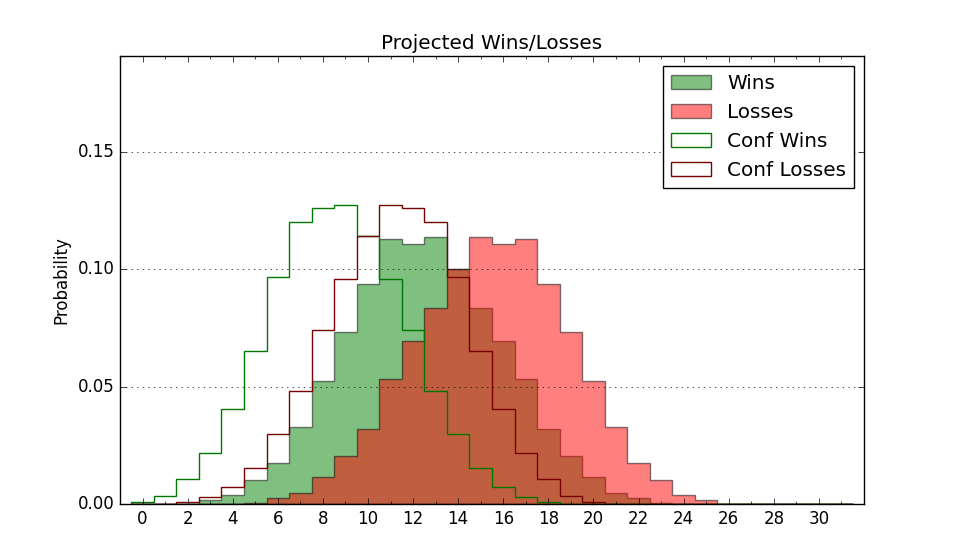 Projected Wins/Losses
Wins
Losses
Conf Wins
Conf Losses
Probability
0.15
0.10
0.05
0.00
0 2 4 6 8 10 12 14 16 18 20 22 24 26 28 30